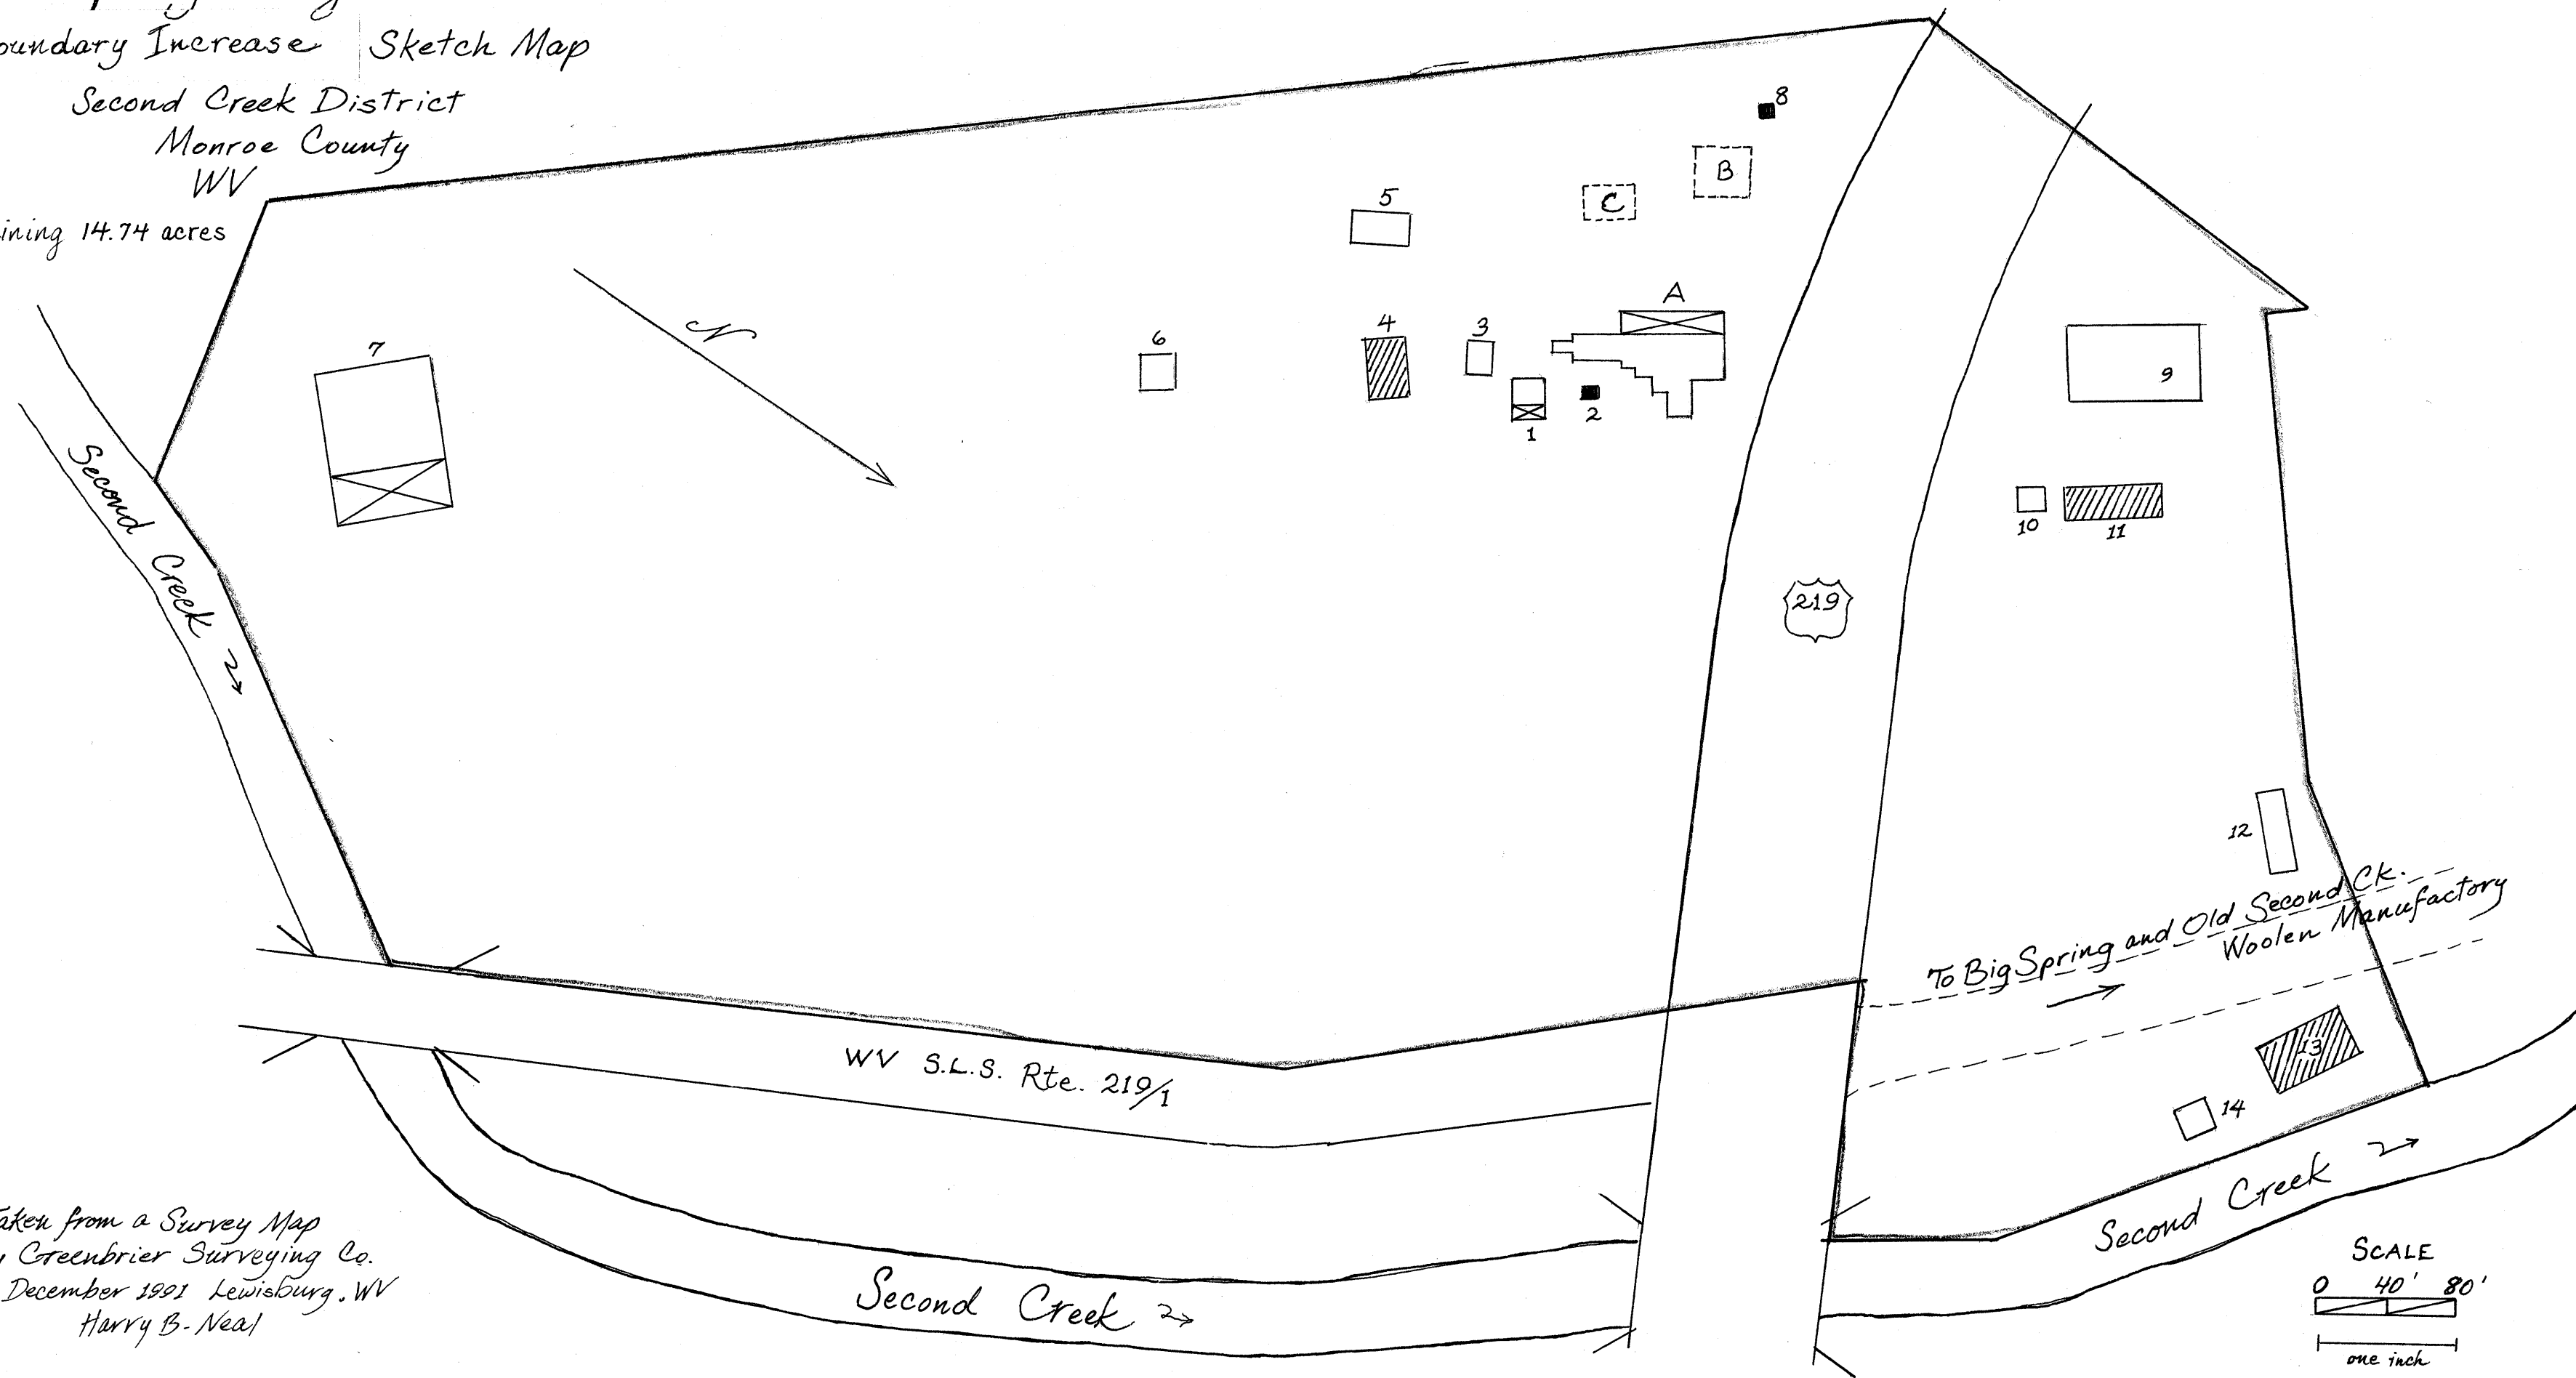 oundary Increase Sketch Map
Second Creek District
Monroe County
WV
ining 14.74 acres
8
B
C
5
A
7
N
6
4
3
1
2
9
10
11
219
Second Creek
12
To Big Spring and Old Second Ck.
Woolen Manufactory
13
14
WV S.L.S. Rte. 219/1
Second Creek
Second Creek
aken from a Survey Map
Greenbrier Surveying Co.
December 1991 Lewisburg, WV
Harry B. Neal
SCALE
0 40' 80'
one inch